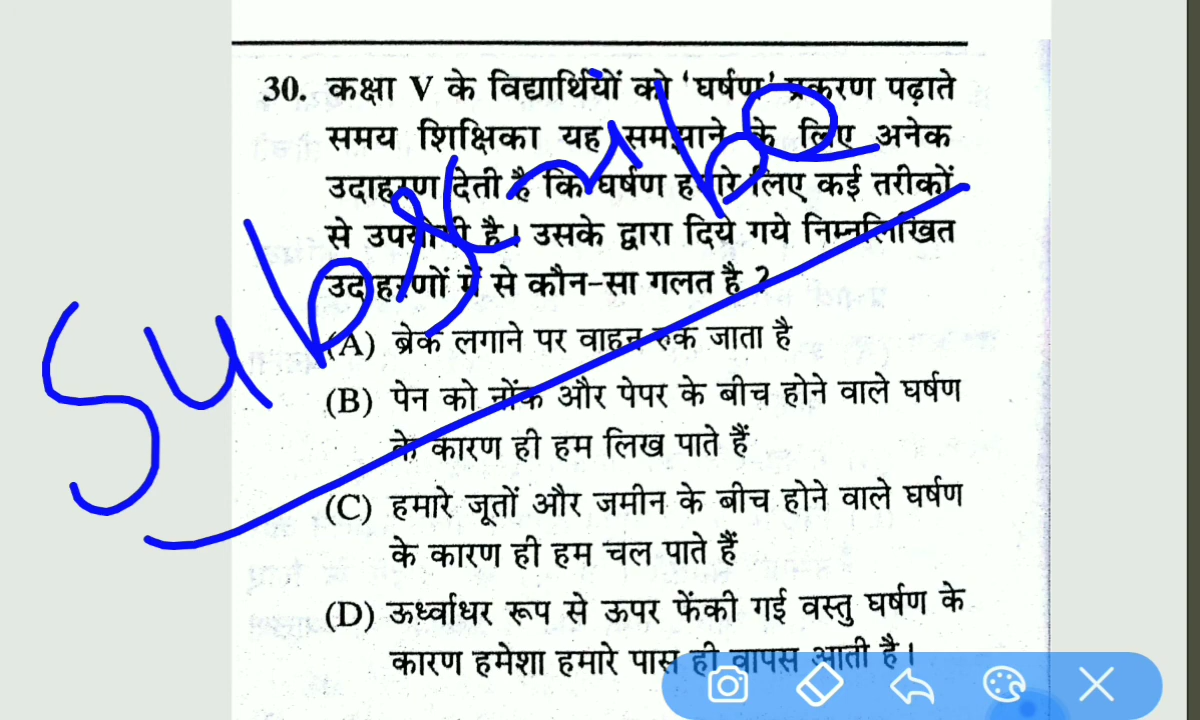 30. कक्षा V के विद्यार्थियों को 'घर्षण' प्रकरण पढ़ाते
समय शिक्षिका यह समझाने के लिए अनेक
उदाहरण देती है कि घर्षण हमारे लिए कई तरीकों
से उपयोगी है। उसके द्वारा दिये गये निम्नलिखित
उदाहरणों में से कौन-सा गलत है ?
(A) ब्रेक लगाने पर वाहन रुक जाता है
(B) पेन को नोंक और पेपर के बीच होने वाले घर्षण
के कारण ही हम लिख पाते हैं
(C) हमारे जूतों और जमीन के बीच होने वाले घर्षण
के कारण ही हम चल पाते हैं
(D) ऊर्ध्वाधर रूप से ऊपर फेंकी गई वस्तु घर्षण के
कारण हमेशा हमारे पास ही वापस आती है।
Subscribe